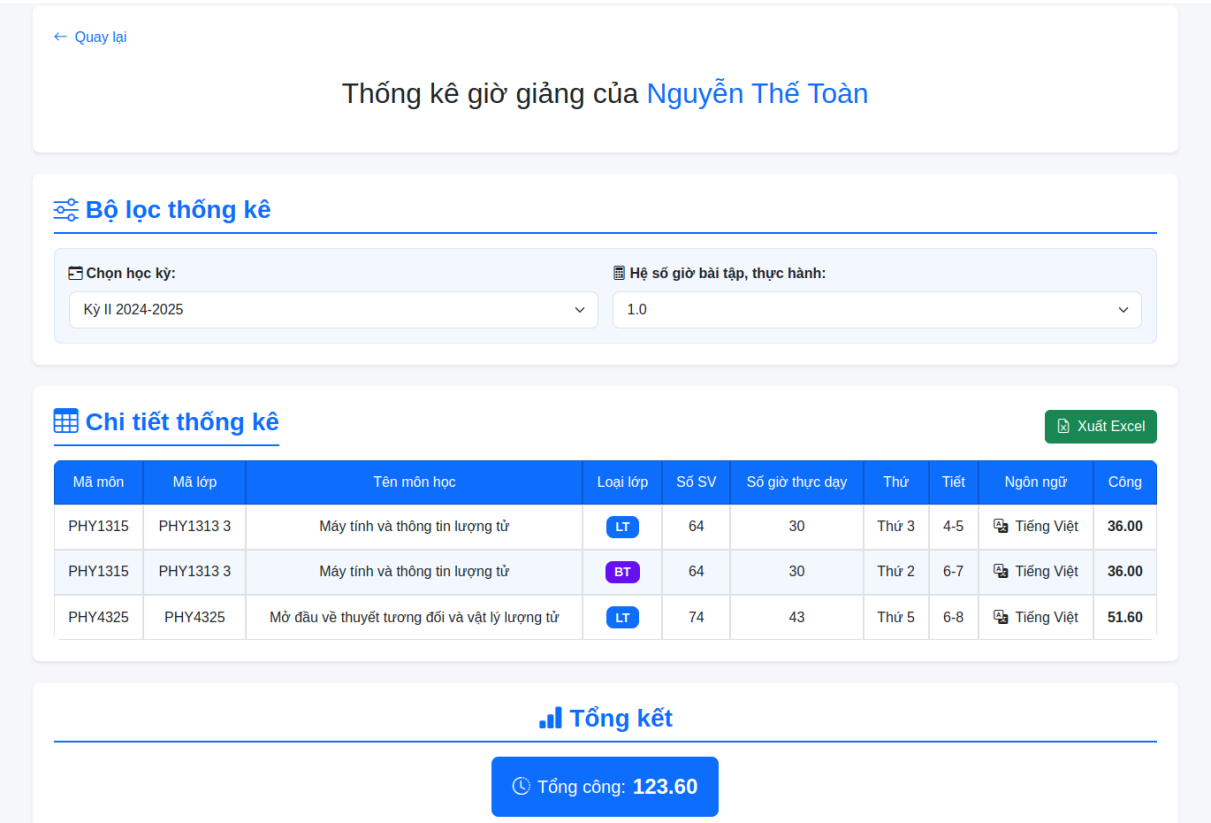 ← Quay lại
Thống kê giờ giảng của Nguyễn Thế Toàn
Bộ lọc thống kê
Chọn học kỳ: Hệ số giờ bài tập, thực hành:
Kỳ II 2024-2025 1.0
Chi tiết thống kê Xuất Excel
Mã môn Mã lớp Tên môn học Loại lớp Số SV Số giờ thực dạy Thứ Tiết Ngôn ngữ Công
PHY1315 PHY1313 3 Máy tính và thông tin lượng tử LT 64 30 Thứ 3 4-5 Tiếng Việt 36.00
PHY1315 PHY1313 3 Máy tính và thông tin lượng tử BT 64 30 Thứ 2 6-7 Tiếng Việt 36.00
PHY4325 PHY4325 Mở đầu về thuyết tương đối và vật lý lượng tử LT 74 43 Thứ 5 6-8 Tiếng Việt 51.60
Tổng kết
Tổng công: 123.60